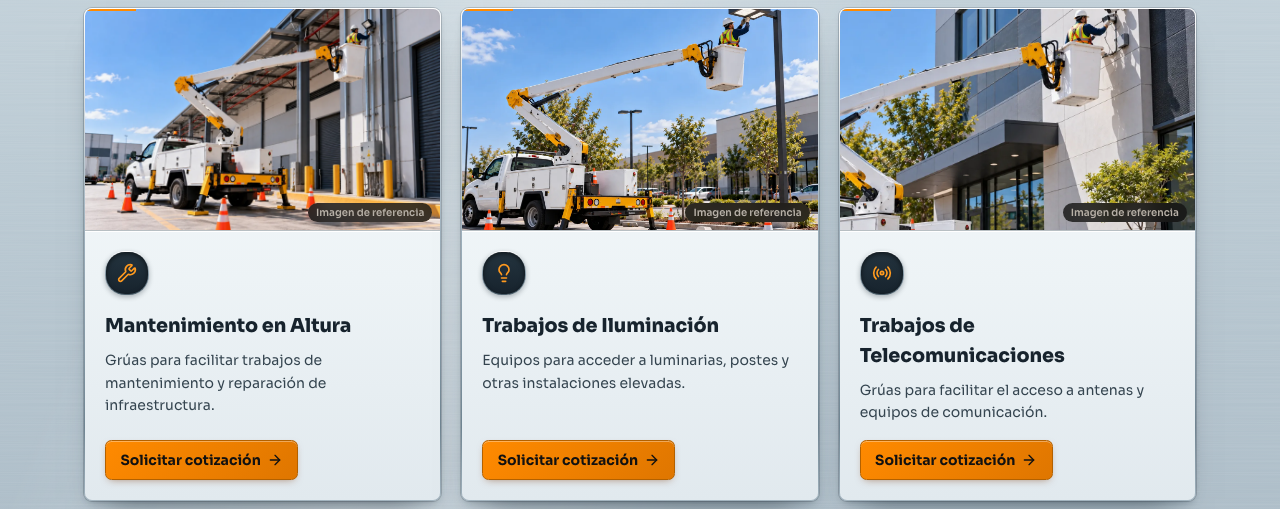 Imagen de referencia
Imagen de referencia
Imagen de referencia
Mantenimiento en Altura
Grúas para facilitar trabajos de
mantenimiento y reparación de
infraestructura.
Solicitar cotización →
Trabajos de Iluminación
Equipos para acceder a luminarias, postes y
otras instalaciones elevadas.
Solicitar cotización →
Trabajos de
Telecomunicaciones
Grúas para facilitar el acceso a antenas y
equipos de comunicación.
Solicitar cotización →